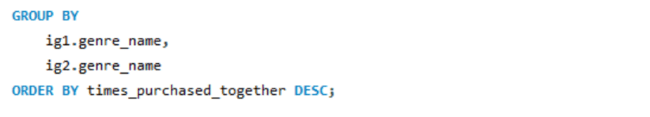 GROUP BY
ig1.genre_name,
ig2.genre_name
ORDER BY times_purchased_together DESC;